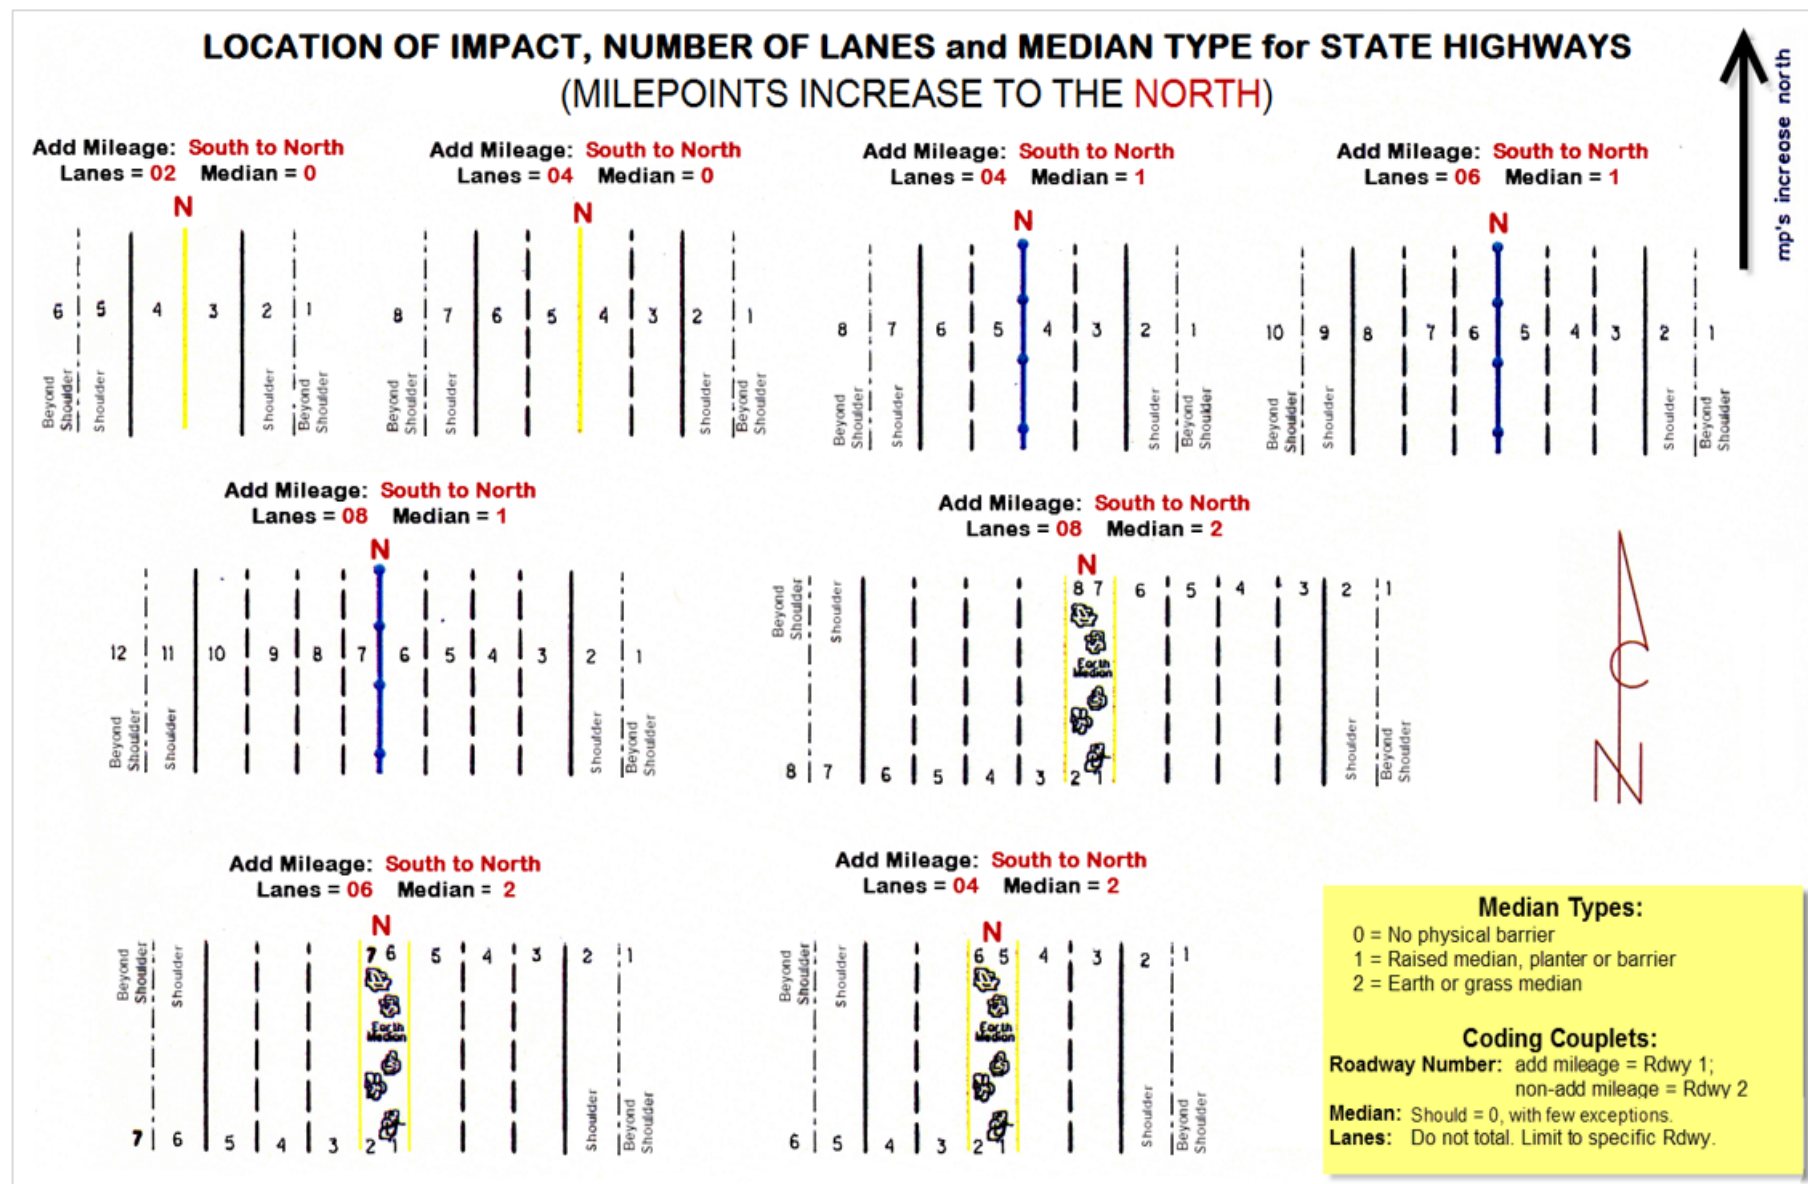 LOCATION OF IMPACT, NUMBER OF LANES and MEDIAN TYPE for STATE HIGHWAYS
(MILEPOINTS INCREASE TO THE NORTH)
mp's increase north
Add Mileage: South to North
Lanes = 02 Median = 0
N
6 5 4 3 2 1
Beyond Shoulder
Shoulder
Shoulder
Beyond Shoulder
Add Mileage: South to North
Lanes = 04 Median = 0
N
8 7 6 5 4 3 2 1
Beyond Shoulder
Shoulder
Shoulder
Beyond Shoulder
Add Mileage: South to North
Lanes = 04 Median = 1
N
8 7 6 5 4 3 2 1
Beyond Shoulder
Shoulder
Shoulder
Beyond Shoulder
Add Mileage: South to North
Lanes = 06 Median = 1
N
10 9 8 7 6 5 4 3 2 1
Beyond Shoulder
Shoulder
Shoulder
Beyond Shoulder
Add Mileage: South to North
Lanes = 08 Median = 1
N
12 11 10 9 8 7 6 5 4 3 2 1
Beyond Shoulder
Shoulder
Shoulder
Beyond Shoulder
Add Mileage: South to North
Lanes = 08 Median = 2
N
Beyond Shoulder
Shoulder
8 7 6 5 4 3 2 1
Earth
Median
8 7 6 5 4 3 2 1
Shoulder
Beyond Shoulder
N
Add Mileage: South to North
Lanes = 06 Median = 2
N
Beyond Shoulder
Shoulder
7 6 5 4 3 2 1
Earth
Median
7 6 5 4 3 2 1
Shoulder
Beyond Shoulder
Add Mileage: South to North
Lanes = 04 Median = 2
N
Beyond Shoulder
Shoulder
6 5 4 3 2 1
Earth
Median
6 5 4 3 2 1
Shoulder
Beyond Shoulder
Median Types:
0 = No physical barrier
1 = Raised median, planter or barrier
2 = Earth or grass median
Coding Couplets:
Roadway Number: add mileage = Rdwy 1;
non-add mileage = Rdwy 2
Median: Should = 0, with few exceptions.
Lanes: Do not total. Limit to specific Rdwy.